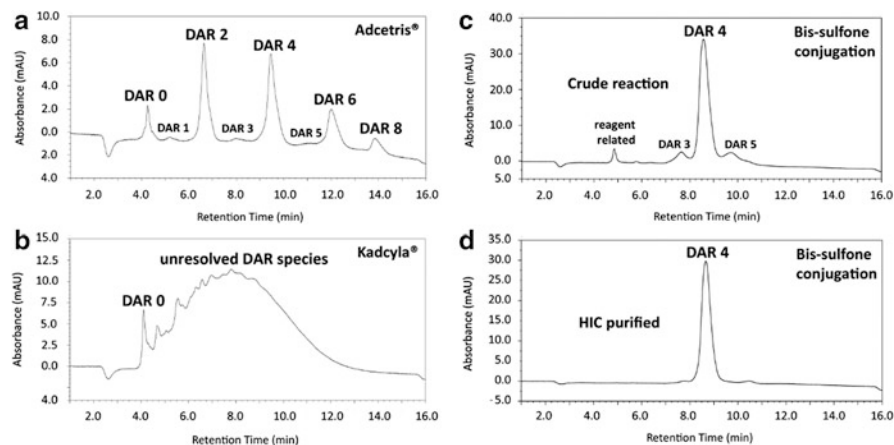 a
Adcetris®
Absorbance (mAU)
10.0
8.0
6.0
4.0
2.0
0.0
2.0
4.0
DAR 0
DAR 1
DAR 2
DAR 3
DAR 4
DAR 5
DAR 6
DAR 8
2.0 4.0 6.0 8.0 10.0 12.0 14.0 16.0
Retention Time (min)
b
Kadcyla®
Absorbance (mAU)
15.0
12.5
10.0
7.5
5.0
2.5
0.0
4.0
unresolved DAR species
DAR 0
2.0 4.0 6.0 8.0 10.0 12.0 14.0 16.0
Retention Time (min)
c
Bis-sulfone
conjugation
Absorbance (mAU)
40.0
30.0
20.0
10.0
0.0
5.0
DAR 4
Crude reaction
reagent
related
DAR 3
DAR 5
2.0 4.0 6.0 8.0 10.0 12.0 14.0 16.0
Retention Time (min)
d
Bis-sulfone
conjugation
Absorbance (mAU)
35.0
30.0
25.0
20.0
15.0
10.0
5.0
0.0
- 5.0
DAR 4
HIC purified
2.0 4.0 6.0 8.0 10.0 12.0 14.0 16.0
Retention Time (min)